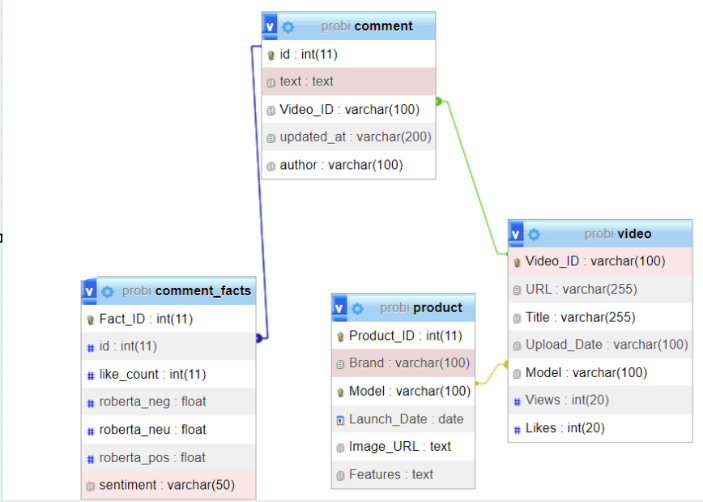 probi comment
id : int(11)
text : text
Video_ID : varchar(100)
updated_at : varchar(200)
author : varchar(100)
probi video
Video_ID : varchar(100)
URL : varchar(255)
Title : varchar(255)
Upload_Date : varchar(100)
Model : varchar(100)
Views : int(20)
Likes : int(20)
probi comment_facts
Fact_ID : int(11)
id : int(11)
like_count : int(11)
roberta_neg : float
roberta_neu : float
roberta_pos : float
sentiment : varchar(50)
probi product
Product_ID : int(11)
Brand : varchar(100)
Model : varchar(100)
Launch_Date : date
Image_URL : text
Features : text